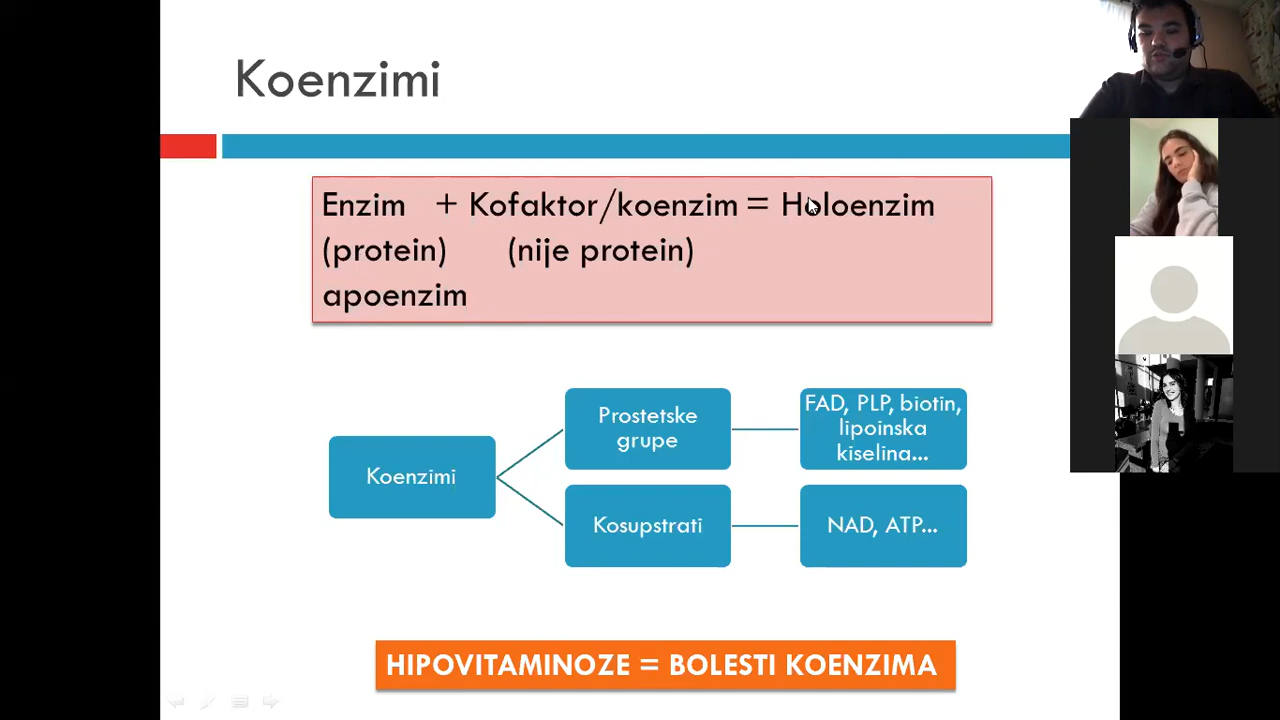 Koenzimi
Enzim + Kofaktor/koenzim = Holoenzim
(protein) (nije protein)
apoenzim
Koenzimi
Prostetske
grupe
FAD, PLP, biotin,
lipoinska
kiselina...
Kosupstrati
NAD, ATP...
HIPOVITAMINOZE = BOLESTI KOENZIMA